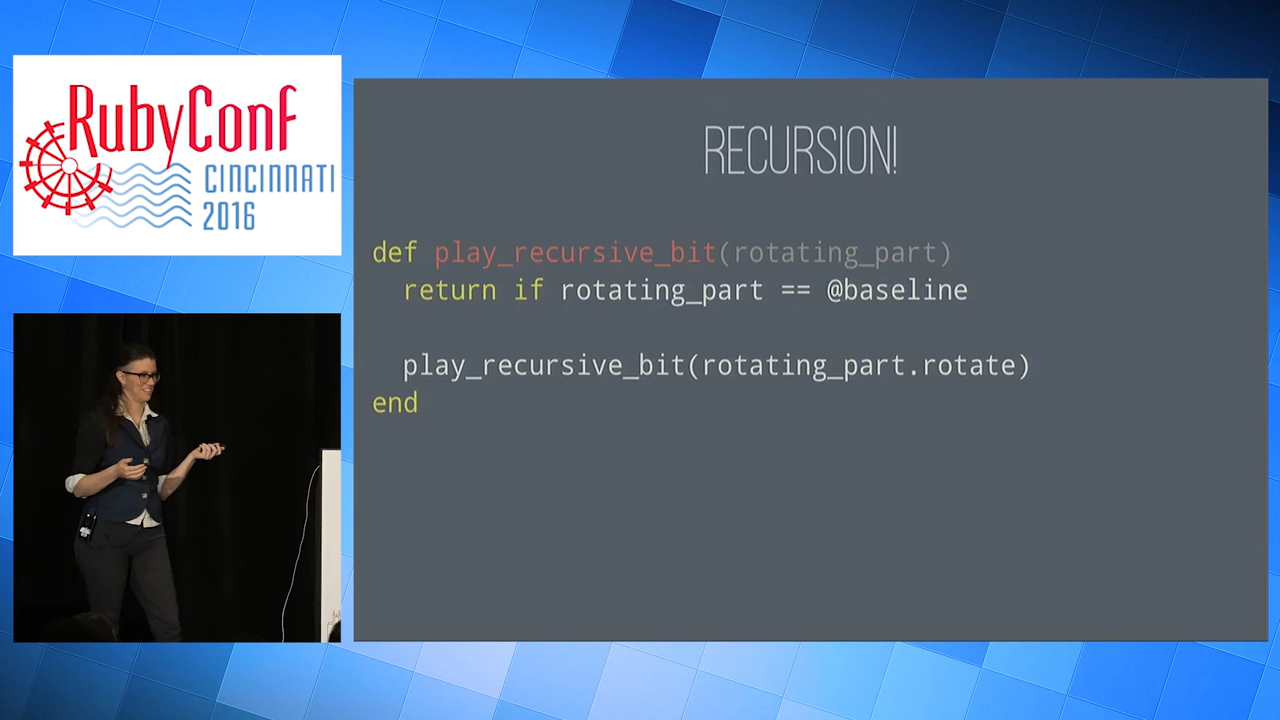 RubyConf
CINCINNATI
2016
RECURSION!
def play_recursive_bit(rotating_part)
return if rotating_part == @baseline
play_recursive_bit(rotating_part.rotate)
end